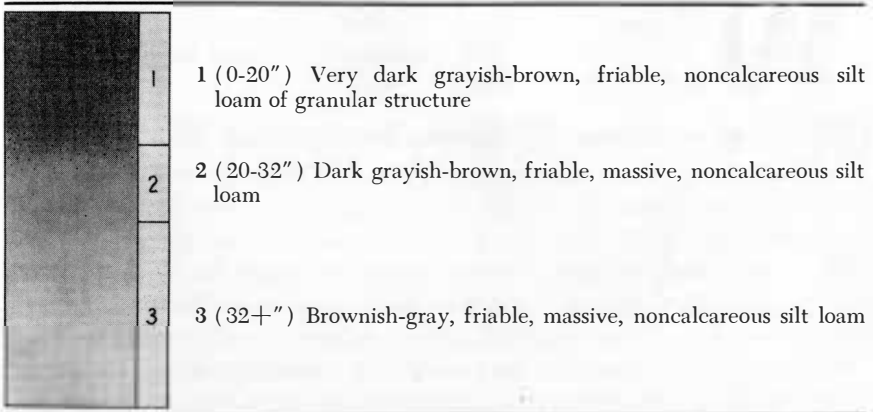 1
1 (0-20″) Very dark grayish-brown, friable, noncalcareous silt
loam of granular structure
2
2 (20-32″) Dark grayish-brown, friable, massive, noncalcareous silt
loam
3
3 (32+″) Brownish-gray, friable, massive, noncalcareous silt loam